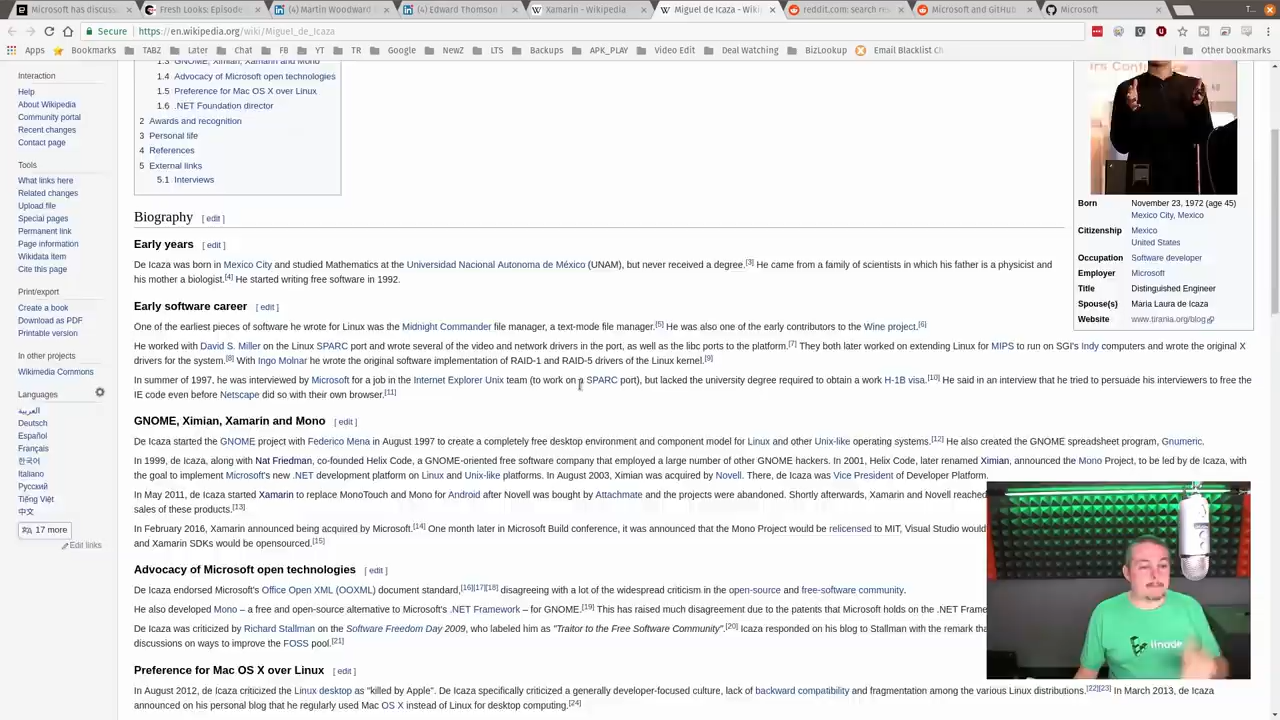 Microsoft has discuss
Fresh Looks: Episode
(4) Martin Woodward
(4) Edward Thomson
Xamarin - Wikipedia
Miguel de Icaza - Wiki
reddit.com: search res
Microsoft and GitHub
Microsoft
Secure https://en.wikipedia.org/wiki/Miguel_de_Icaza
Apps Bookmarks TABZ Later Chat FB YT TR Google NewZ LTS Backups APK_PLAY Video Edit Deal Watching BizLookup Email Blacklist Ch Other bookmarks
Interaction
Help
About Wikipedia
Community portal
Recent changes
Contact page
Tools
What links here
Related changes
Upload file
Special pages
Permanent link
Page information
Wikidata item
Cite this page
Print/export
Create a book
Download as PDF
Printable version
In other projects
Wikimedia Commons
Languages
العربية
Deutsch
Español
Français
한국어
Italiano
Русский
Tiếng Việt
中文
17 more
Edit links
1.3 GNOME, Ximian, Xamarin and Mono
1.4 Advocacy of Microsoft open technologies
1.5 Preference for Mac OS X over Linux
1.6 .NET Foundation director
2 Awards and recognition
3 Personal life
4 References
5 External links
5.1 Interviews
Biography [ edit ]
Early years [ edit ]
De Icaza was born in Mexico City and studied Mathematics at the Universidad Nacional Autonoma de México (UNAM), but never received a degree.[3] He came from a family of scientists in which his father is a physicist and
his mother a biologist.[4] He started writing free software in 1992.
Early software career [ edit ]
One of the earliest pieces of software he wrote for Linux was the Midnight Commander file manager, a text-mode file manager.[5] He was also one of the early contributors to the Wine project.[6]
He worked with David S. Miller on the Linux SPARC port and wrote several of the video and network drivers in the port, as well as the libc ports to the platform.[7] They both later worked on extending Linux for MIPS to run on SGI's Indy computers and wrote the original X
drivers for the system.[8] With Ingo Molnar he wrote the original software implementation of RAID-1 and RAID-5 drivers of the Linux kernel.[9]
In summer of 1997, he was interviewed by Microsoft for a job in the Internet Explorer Unix team (to work on a SPARC port), but lacked the university degree required to obtain a work H-1B visa.[10] He said in an interview that he tried to persuade his interviewers to free the
IE code even before Netscape did so with their own browser.[11]
GNOME, Ximian, Xamarin and Mono [ edit ]
De Icaza started the GNOME project with Federico Mena in August 1997 to create a completely free desktop environment and component model for Linux and other Unix-like operating systems.[12] He also created the GNOME spreadsheet program, Gnumeric.
In 1999, de Icaza, along with Nat Friedman, co-founded Helix Code, a GNOME-oriented free software company that employed a large number of other GNOME hackers. In 2001, Helix Code, later renamed Ximian, announced the Mono Project, to be led by de Icaza, with
the goal to implement Microsoft's new .NET development platform on Linux and Unix-like platforms. In August 2003, Ximian was acquired by Novell. There, de Icaza was Vice President of Developer Platform.
In May 2011, de Icaza started Xamarin to replace MonoTouch and Mono for Android after Novell was bought by Attachmate and the projects were abandoned. Shortly afterwards, Xamarin and Novell reached
sales of these products.[13]
In February 2016, Xamarin announced being acquired by Microsoft.[14] One month later in Microsoft Build conference, it was announced that the Mono Project would be relicensed to MIT, Visual Studio would
and Xamarin SDKs would be opensourced.[15]
Advocacy of Microsoft open technologies [ edit ]
De Icaza endorsed Microsoft's Office Open XML (OOXML) document standard,[16][17][18] disagreeing with a lot of the widespread criticism in the open-source and free-software community.
He also developed Mono – a free and open-source alternative to Microsoft's .NET Framework – for GNOME.[19] This has raised much disagreement due to the patents that Microsoft holds on the .NET Frame
De Icaza was criticized by Richard Stallman on the Software Freedom Day 2009, who labeled him as "Traitor to the Free Software Community".[20] Icaza responded on his blog to Stallman with the remark tha
discussions on ways to improve the FOSS pool.[21]
Preference for Mac OS X over Linux [ edit ]
In August 2012, de Icaza criticized the Linux desktop as "killed by Apple". De Icaza specifically criticized a generally developer-focused culture, lack of backward compatibility and fragmentation among the various Linux distributions.[22][23] In March 2013, de Icaza
announced on his personal blog that he regularly used Mac OS X instead of Linux for desktop computing.[24]
Born November 23, 1972 (age 45)
Mexico City, Mexico
Citizenship Mexico
United States
Occupation Software developer
Employer Microsoft
Title Distinguished Engineer
Spouse(s) Maria Laura de Icaza
Website www.tirania.org/blog
linode